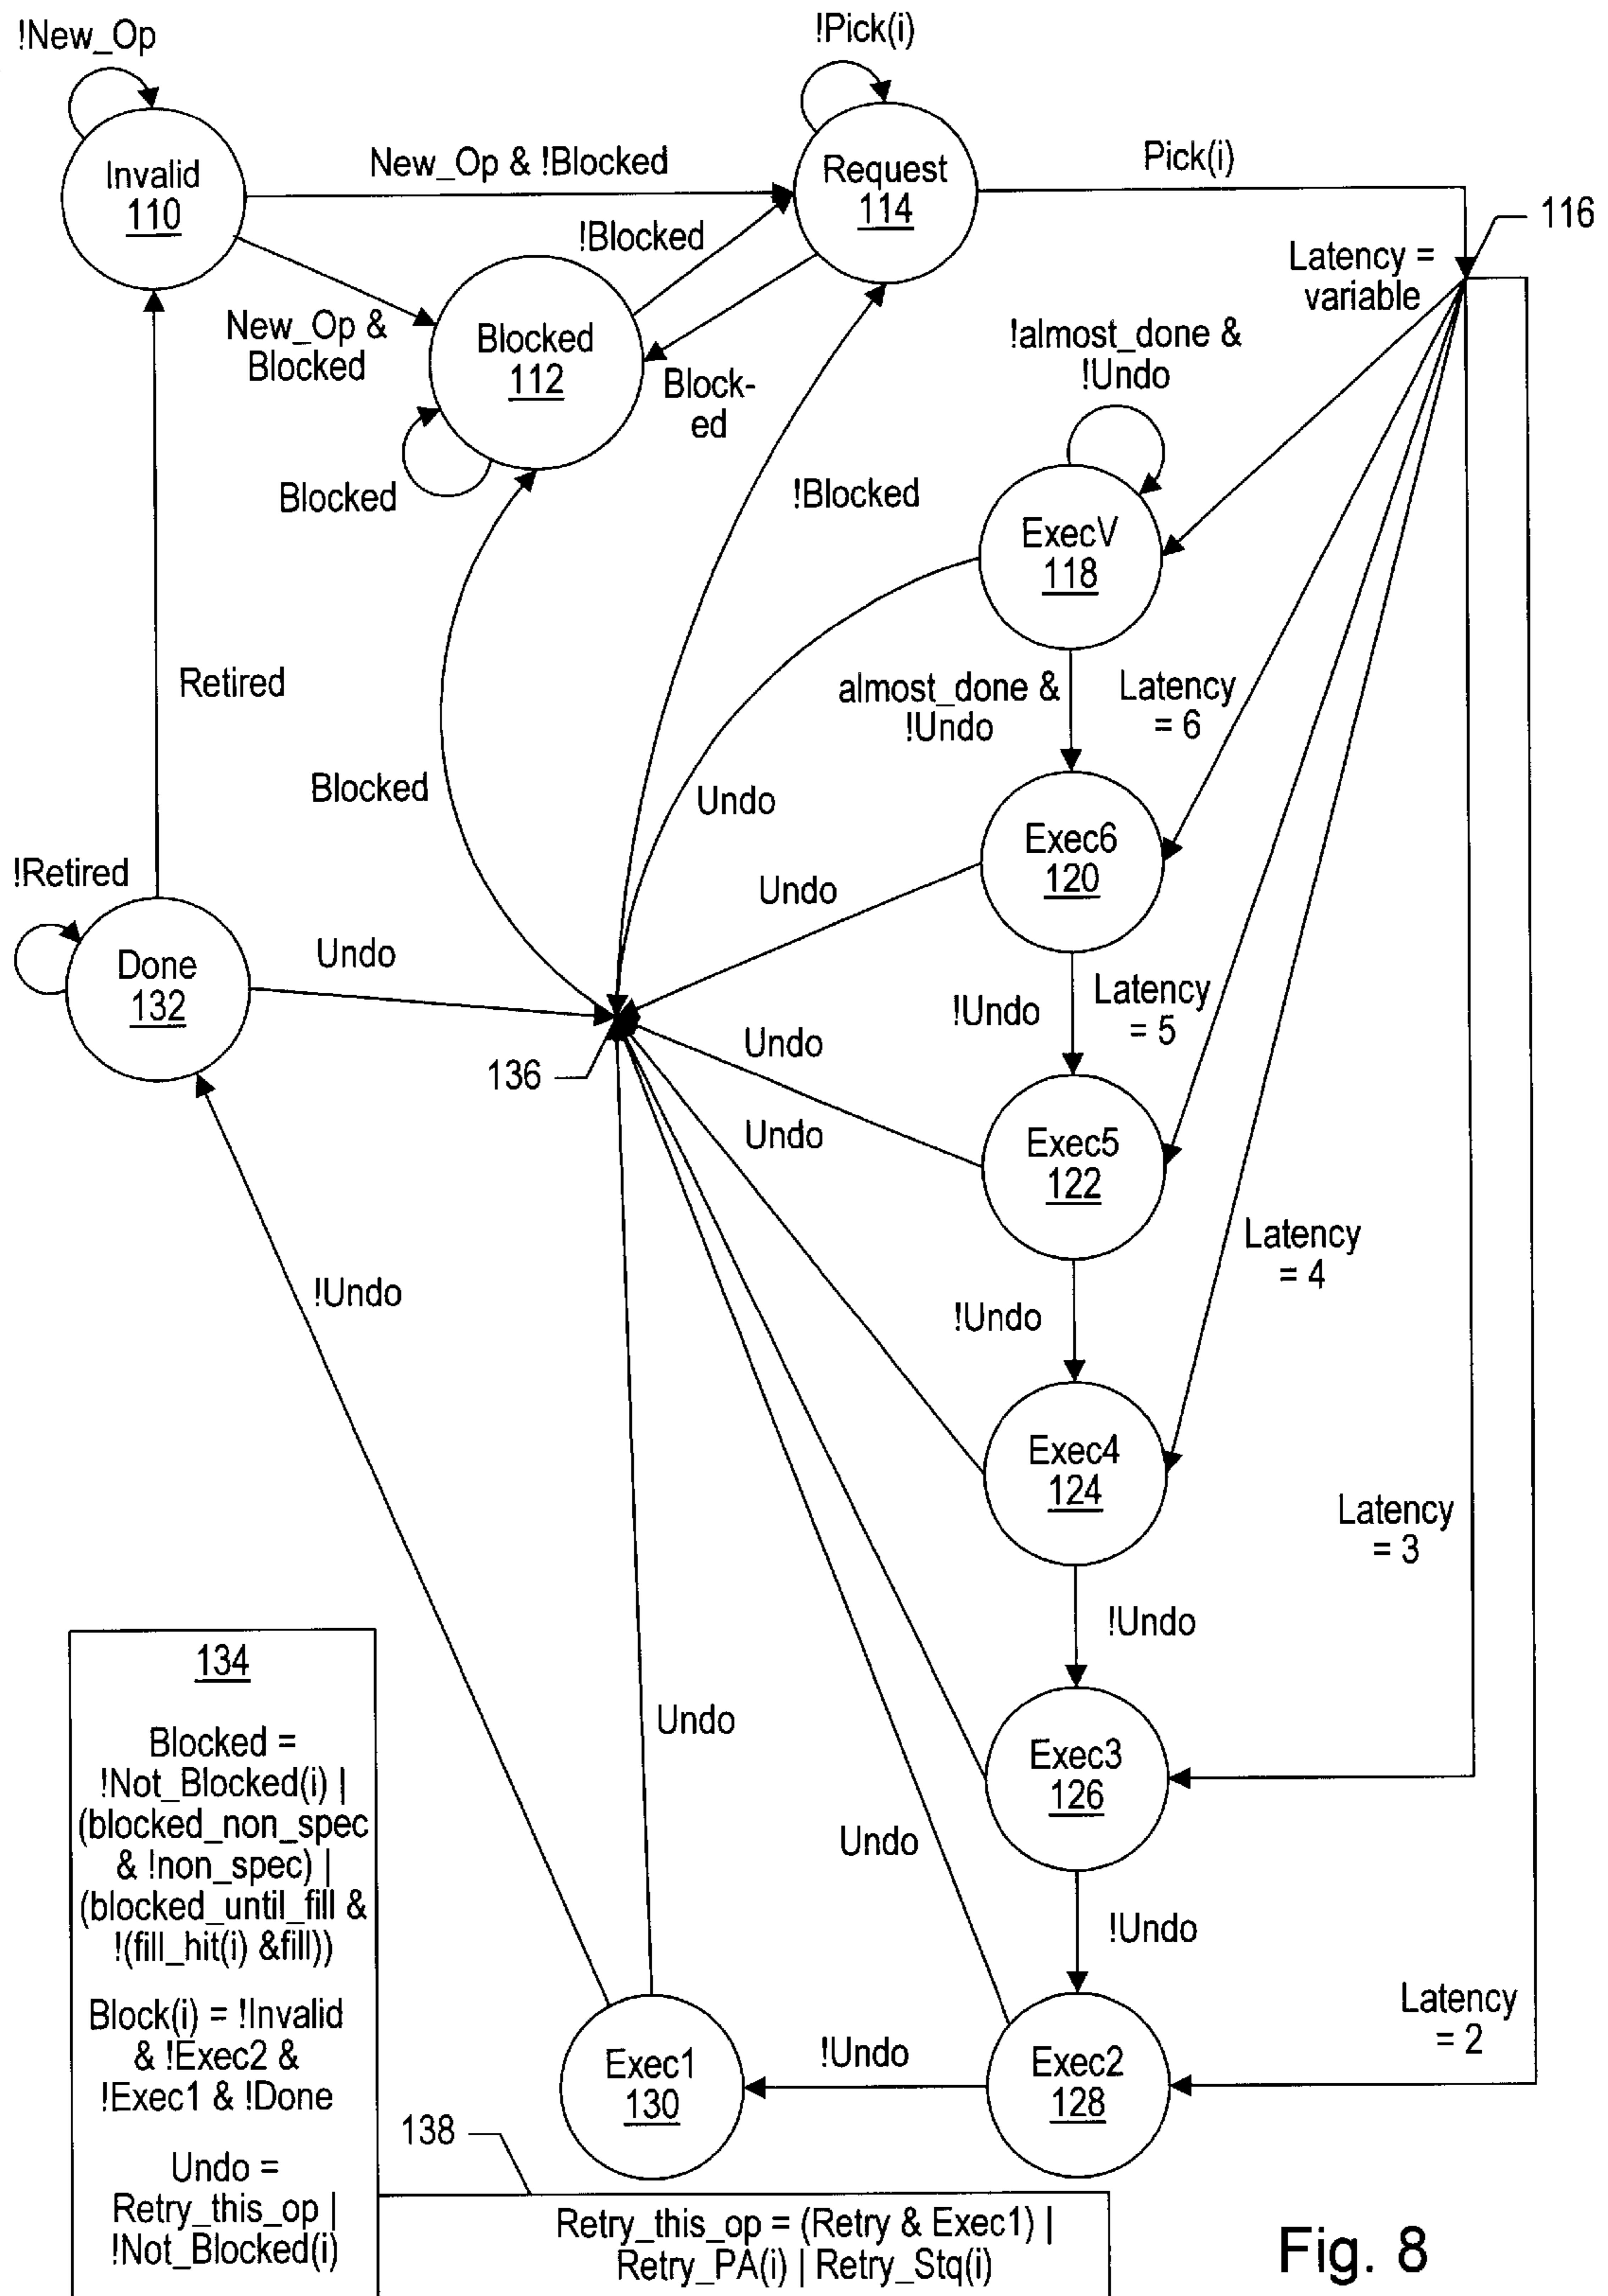 !New_Op
!Pick(i)
Invalid
110
New_Op & !Blocked
Request
114
Pick(i)
116
!Blocked
Latency =
variable
New_Op &
Blocked
Blocked
112
Block-
ed
!almost_done &
!Undo
Blocked
!Blocked
ExecV
118
Retired
almost_done &
!Undo
Latency
= 6
Blocked
Undo
!Retired
Exec6
120
Undo
Done
132
Undo
!Undo
Latency
= 5
136
Undo
Undo
Exec5
122
Latency
= 4
!Undo
!Undo
Exec4
124
Latency
= 3
!Undo
134
Undo
Blocked =
!Not_Blocked(i) |
(blocked_non_spec
& !non_spec) |
(blocked_until_fill &
!(fill_hit(i) &fill))
Exec3
126
Undo
!Undo
Block(i) = !Invalid
& !Exec2 &
!Exec1 & !Done
Latency
= 2
Exec1
130
!Undo
Exec2
128
138
Undo =
Retry_this_op |
!Not_Blocked(i)
Retry_this_op = (Retry & Exec1) |
Retry_PA(i) | Retry_Stq(i)
Fig. 8